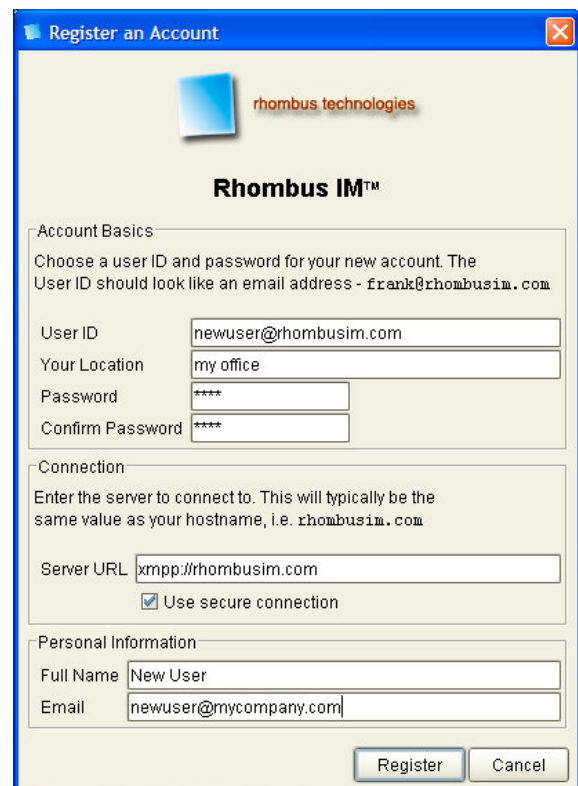 Register an Account
rhombus technologies
Rhombus IM™
Account Basics
Choose a user ID and password for your new account. The
User ID should look like an email address - frank@rhombusim.com
User ID newuser@rhombusim.com
Your Location my office
Password ****
Confirm Password ****
Connection
Enter the server to connect to. This will typically be the
same value as your hostname, i.e. rhombusim.com
Server URL xmpp://rhombusim.com
Use secure connection
Personal Information
Full Name New User
Email newuser@mycompany.com
Register Cancel